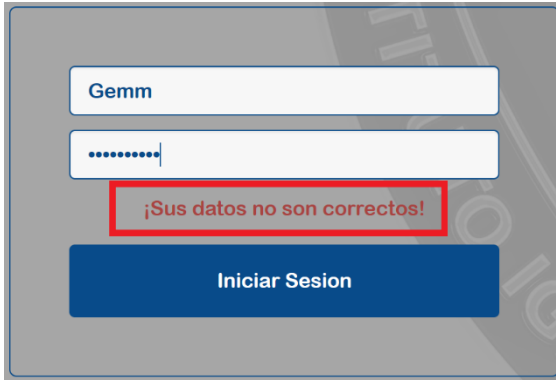 Gemm
••••••••••
¡Sus datos no son correctos!
Iniciar Sesion